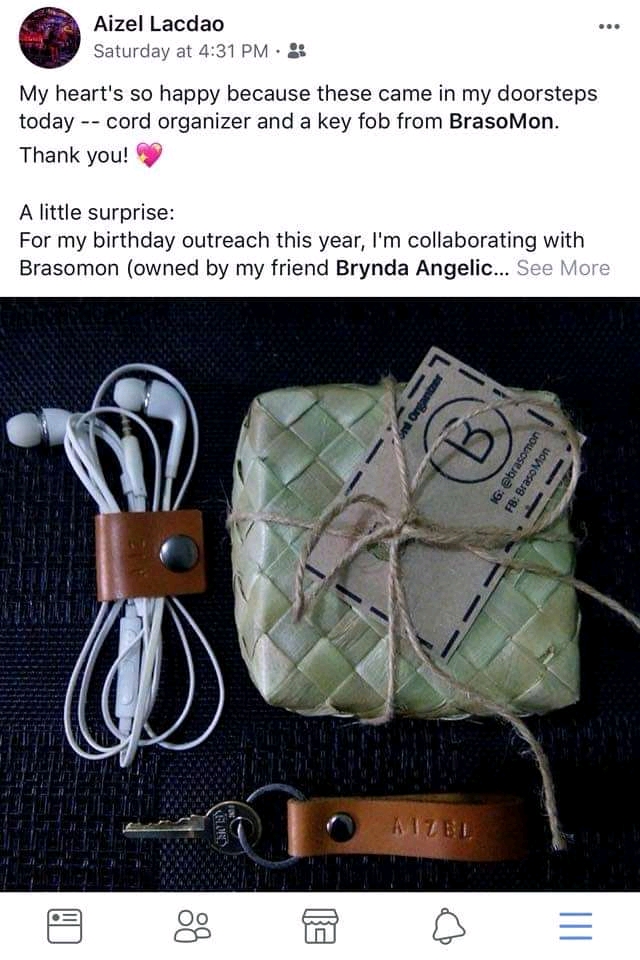 Aizel Lacdao
Saturday at 4:31 PM ·
My heart's so happy because these came in my doorsteps
today -- cord organizer and a key fob from BrasoMon.
Thank you! 💖
A little surprise:
For my birthday outreach this year, I'm collaborating with
Brasomon (owned by my friend Brynda Angelic... See More
Organizer
B
IG: @brasomon
FB: BrasoMon
AIZEL